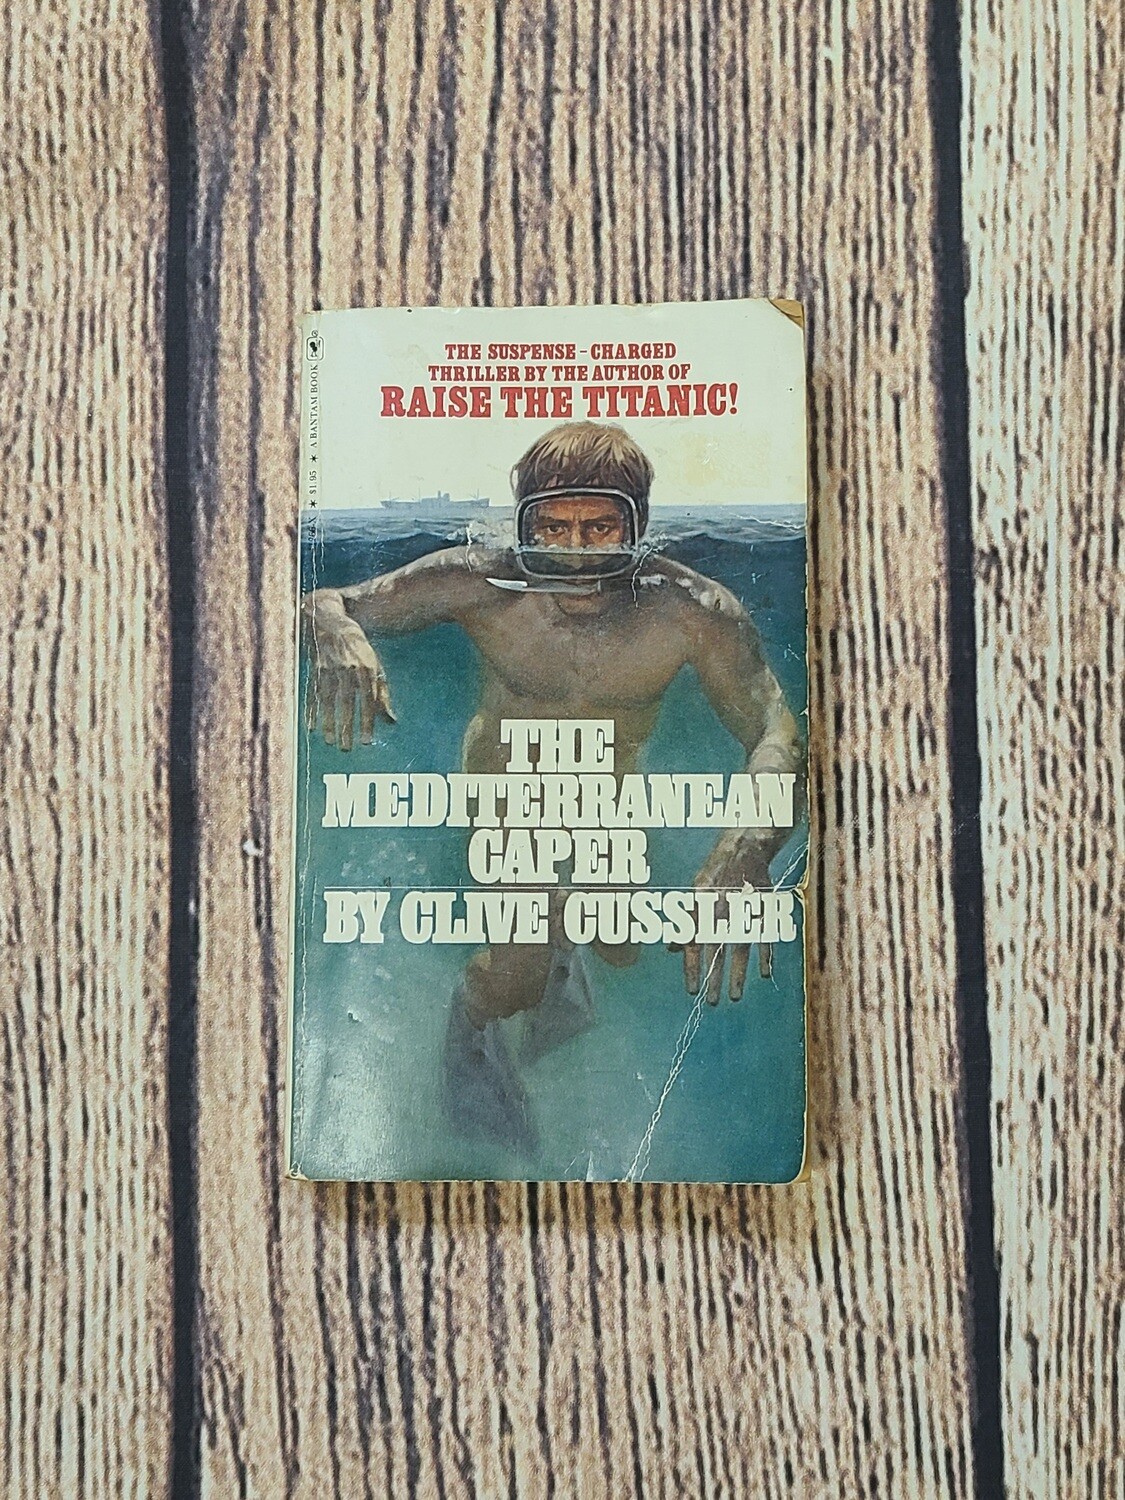 THE SUSPENSE-CHARGED
THRILLER BY THE AUTHOR OF
RAISE THE TITANIC!
THE
MEDITERRANEAN
CAPER
BY CLIVE CUSSLER
$1.95 * A BANTAM BOOK